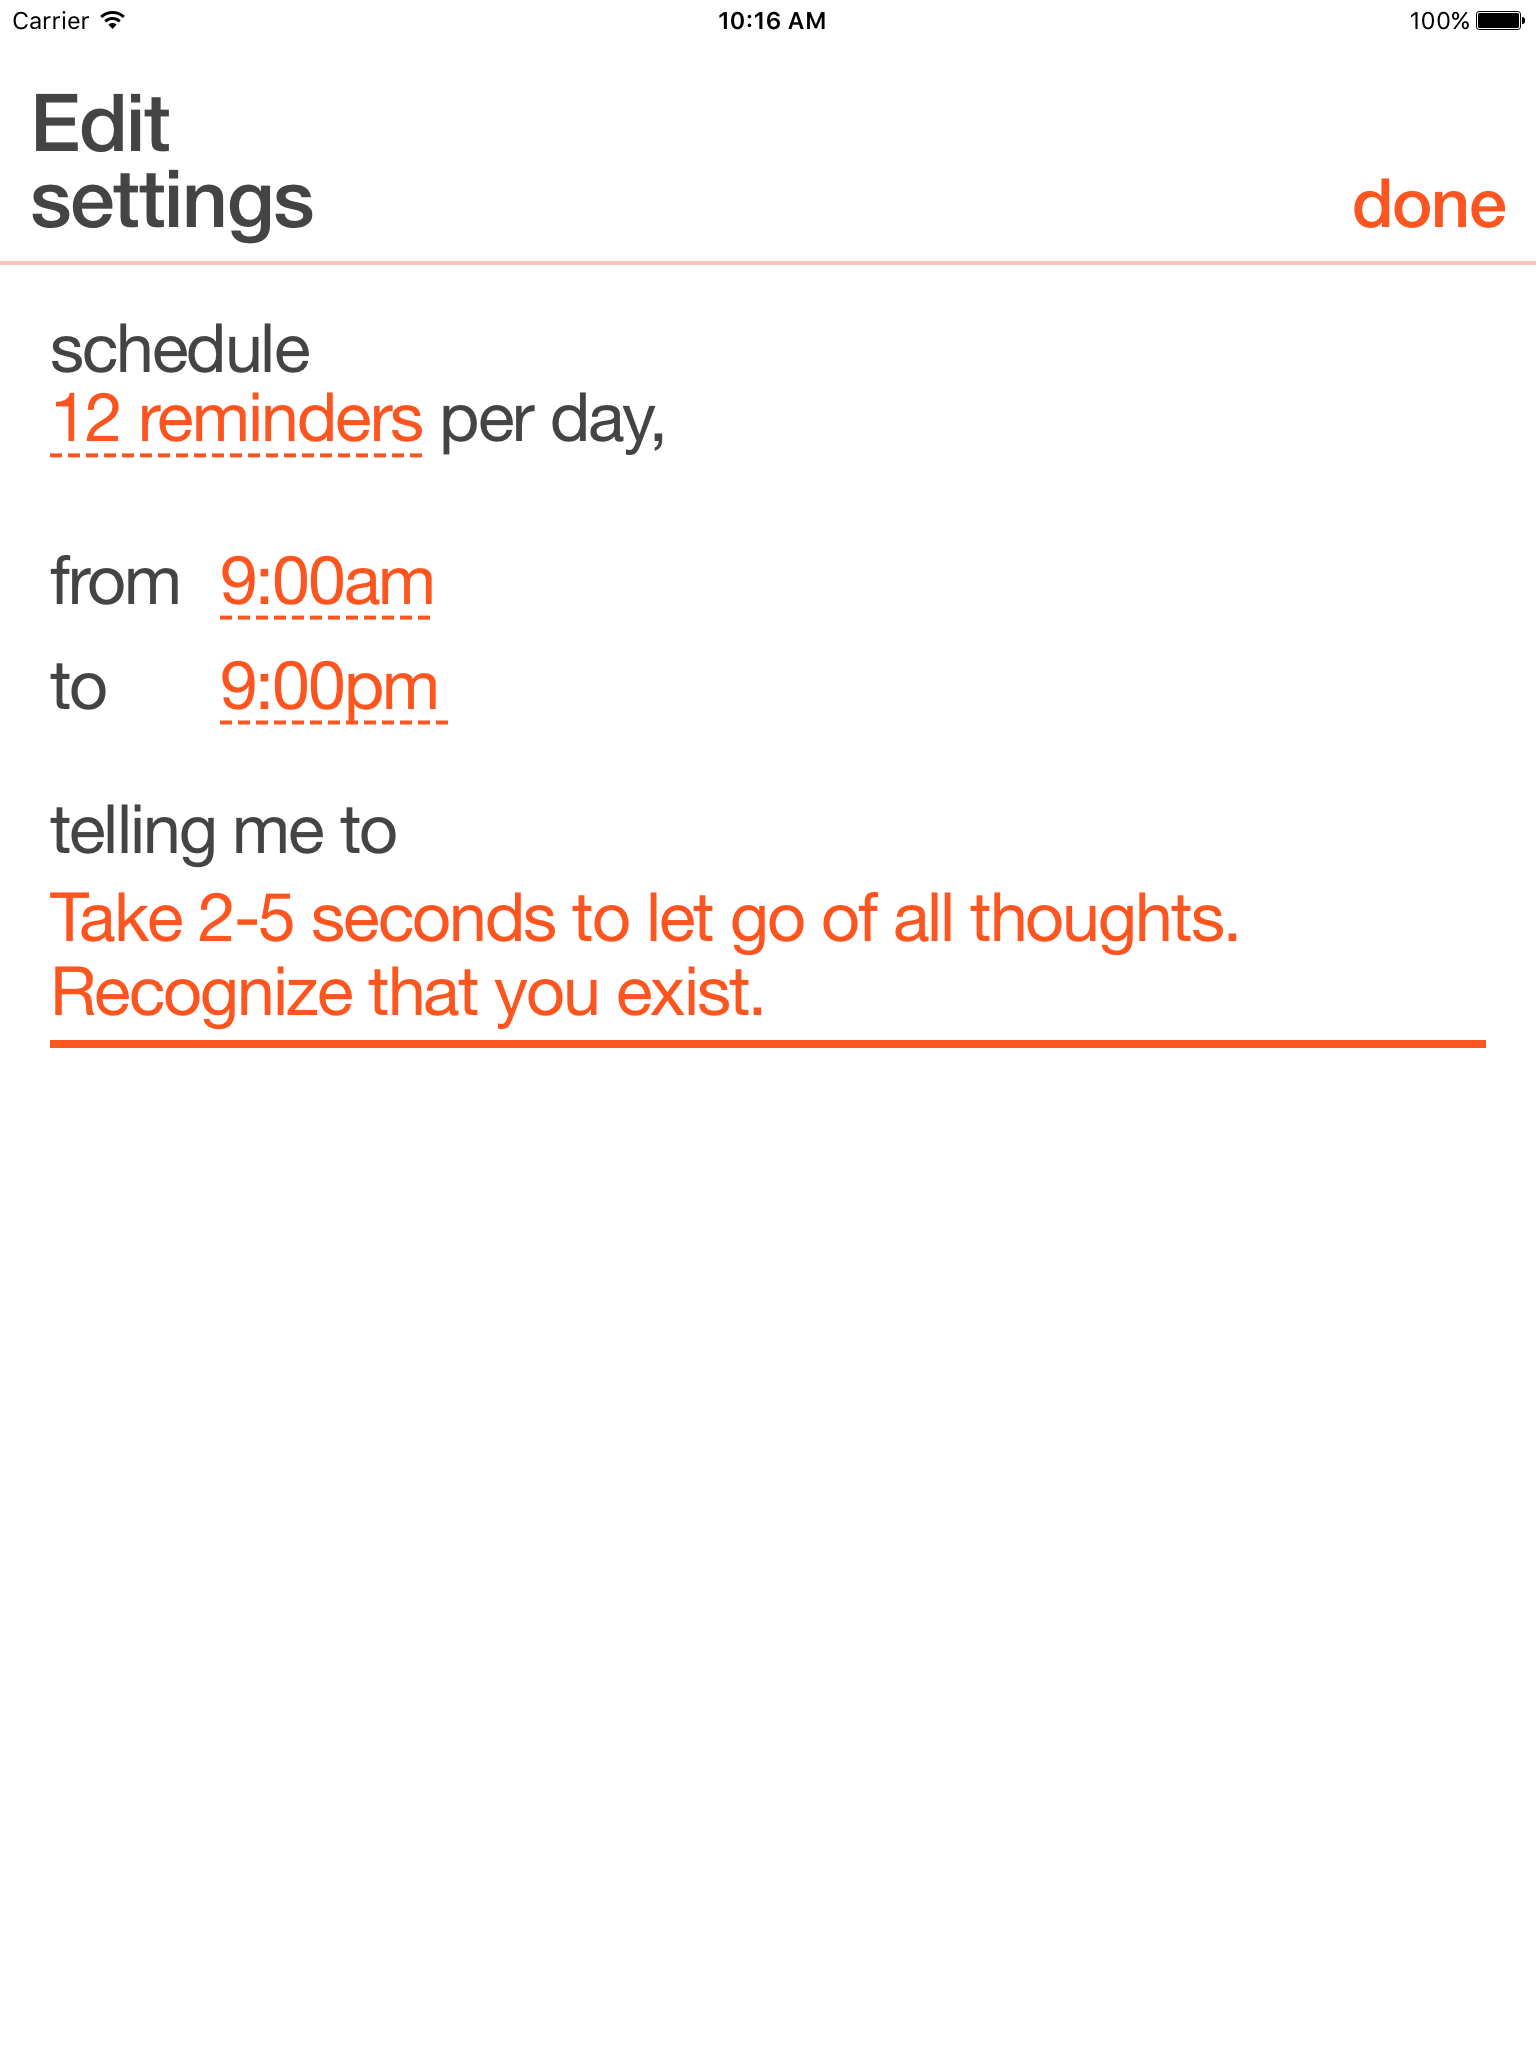 Carrier 10:16 AM 100%
Edit
settings
done
schedule
12 reminders per day,
from 9:00am
to 9:00pm
telling me to
Take 2-5 seconds to let go of all thoughts.
Recognize that you exist.